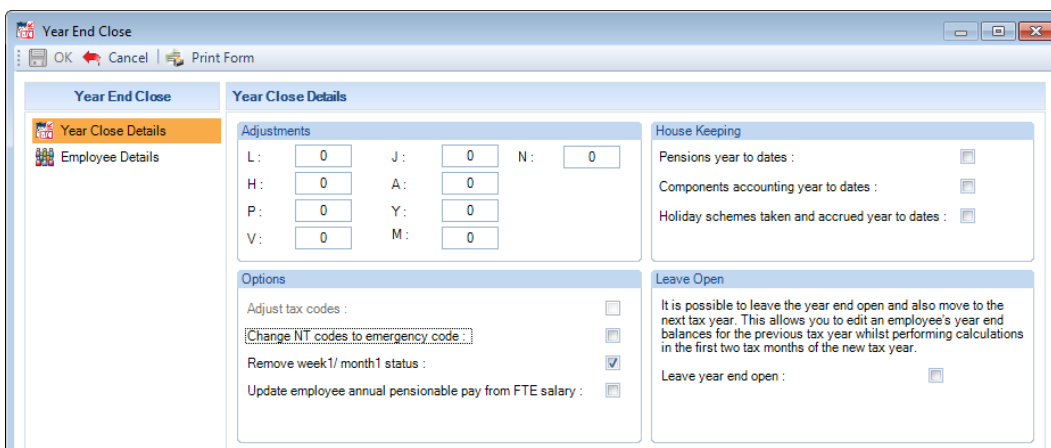 Year End Close
OK Cancel Print Form
Year End Close
Year Close Details
Employee Details
Year Close Details
Adjustments
L : 0 J : 0 N : 0
H : 0 A : 0
P : 0 Y : 0
V : 0 M : 0
House Keeping
Pensions year to dates :
Components accounting year to dates :
Holiday schemes taken and accrued year to dates :
Options
Adjust tax codes :
Change NT codes to emergency code :
Remove week1/ month1 status :
Update employee annual pensionable pay from FTE salary :
Leave Open
It is possible to leave the year end open and also move to the
next tax year. This allows you to edit an employee's year end
balances for the previous tax year whilst performing calculations
in the first two tax months of the new tax year.
Leave year end open :